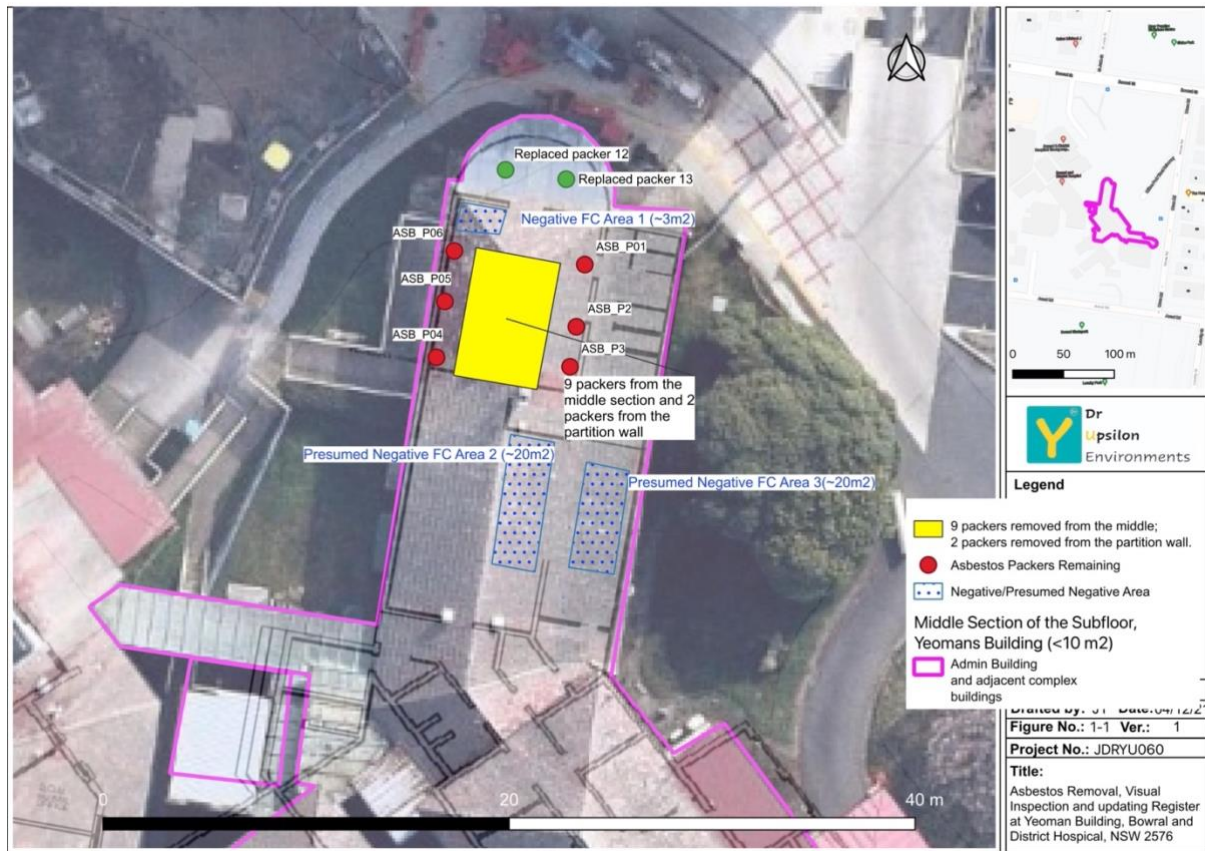 Replaced packer 12
Replaced packer 13
Negative FC Area 1 (~3m2)
ASB_P06
ASB_P01
ASB_P05
ASB_P2
ASB_P04
ASB_P3
9 packers from the
middle section and 2
packers from the
partition wall
Presumed Negative FC Area 2 (~20m2)
Presumed Negative FC Area 3(~20m2)
0 20 40 m
0 50 100 m
Dr
Upsilon
Environments
Legend
9 packers removed from the middle;
2 packers removed from the partition wall.
Asbestos Packers Remaining
Negative/Presumed Negative Area
Middle Section of the Subfloor,
Yeomans Building (<10 m2)
Admin Building
and adjacent complex
buildings
Drafted by: Date:
Figure No.: 1-1 Ver.: 1
Project No.: JDRYU060
Title:
Asbestos Removal, Visual
Inspection and updating Register
at Yeoman Building, Bowral and
District Hospical, NSW 2576